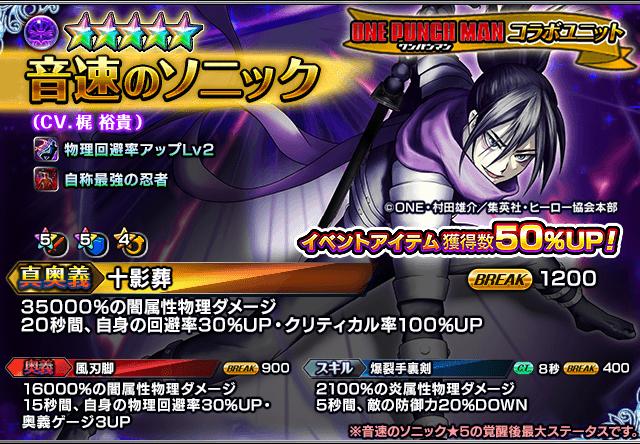 ONE PUNCH MAN コラボユニット
ワンパンマン
音速のソニック
(CV.梶 裕貴)
物理回避率アップLv2
自称最強の忍者
©ONE・村田雄介／集英社・ヒーロー協会本部
5 5 4
イベントアイテム獲得数50%UP!
真奥義 十影葬 BREAK 1200
35000%の闇属性物理ダメージ
20秒間、自身の回避率30%UP・クリティカル率100%UP
奥義 風刃脚 BREAK 900
16000%の闇属性物理ダメージ
15秒間、自身の物理回避率30%UP・
奥義ゲージ3UP
スキル 爆裂手裏剣 C.T. 8秒 BREAK 400
2100%の炎属性物理ダメージ
5秒間、敵の防御力20%DOWN
※音速のソニック★5の覚醒後最大ステータスです。